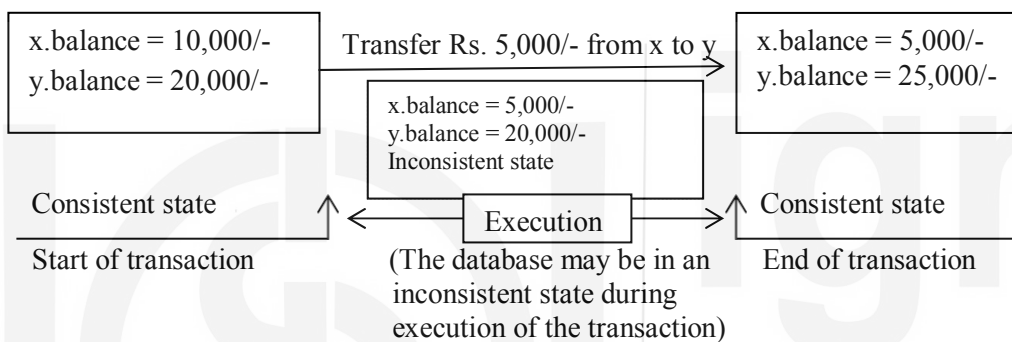 x.balance = 10,000/-
y.balance = 20,000/-
Transfer Rs. 5,000/- from x to y
x.balance = 5,000/-
y.balance = 25,000/-
x.balance = 5,000/-
y.balance = 20,000/-
Inconsistent state
Consistent state
Execution
Consistent state
Start of transaction
(The database may be in an
inconsistent state during
execution of the transaction)
End of transaction